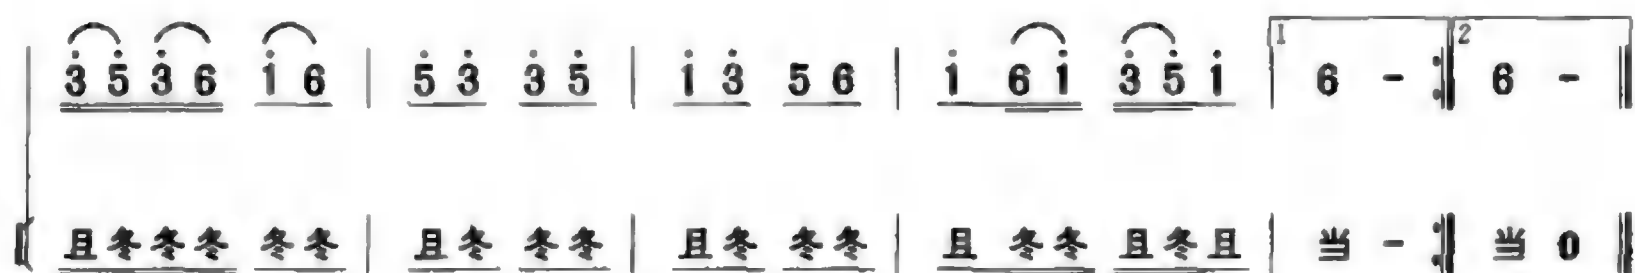 1 2
3̇ 5̇ 3̇ 6 1̇ 6 | 5̇ 3̇ 3̇ 5̇ | 1̇ 3̇ 5 6 | 1̇ 6 1̇ 3̇ 5̇ 1̇ | 6 - :‖ 6 - ‖
且冬冬冬 冬冬 | 且冬 冬冬 | 且冬 冬冬 | 且 冬冬 且冬且 | 当 - :‖ 当 0 ‖